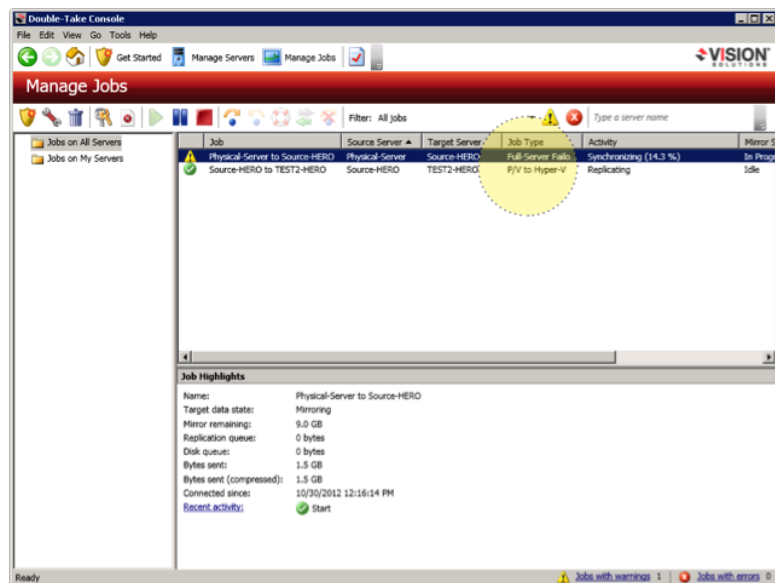 Double-Take Console
File Edit View Go Tools Help
Get Started Manage Servers Manage Jobs
VISION
SOLUTIONS
Manage Jobs
Filter: All jobs Type a server name
Jobs on All Servers
Jobs on My Servers
Job Source Server Target Server Job Type Activity Mirror S
Physical-Server to Source-HERO Physical-Server Source-HERO Full-Server Failo... Synchronizing (14.3 %) In Prog
Source-HERO to TEST2-HERO Source-HERO TEST2-HERO P/V to Hyper-V Replicating Idle
Job Highlights
Name: Physical-Server to Source-HERO
Target data state: Mirroring
Mirror remaining: 9.0 GB
Replication queue: 0 bytes
Disk queue: 0 bytes
Bytes sent: 1.5 GB
Bytes sent (compressed): 1.5 GB
Connected since: 10/30/2012 12:16:14 PM
Recent activity: Start
Ready Jobs with warnings 1 Jobs with errors 0